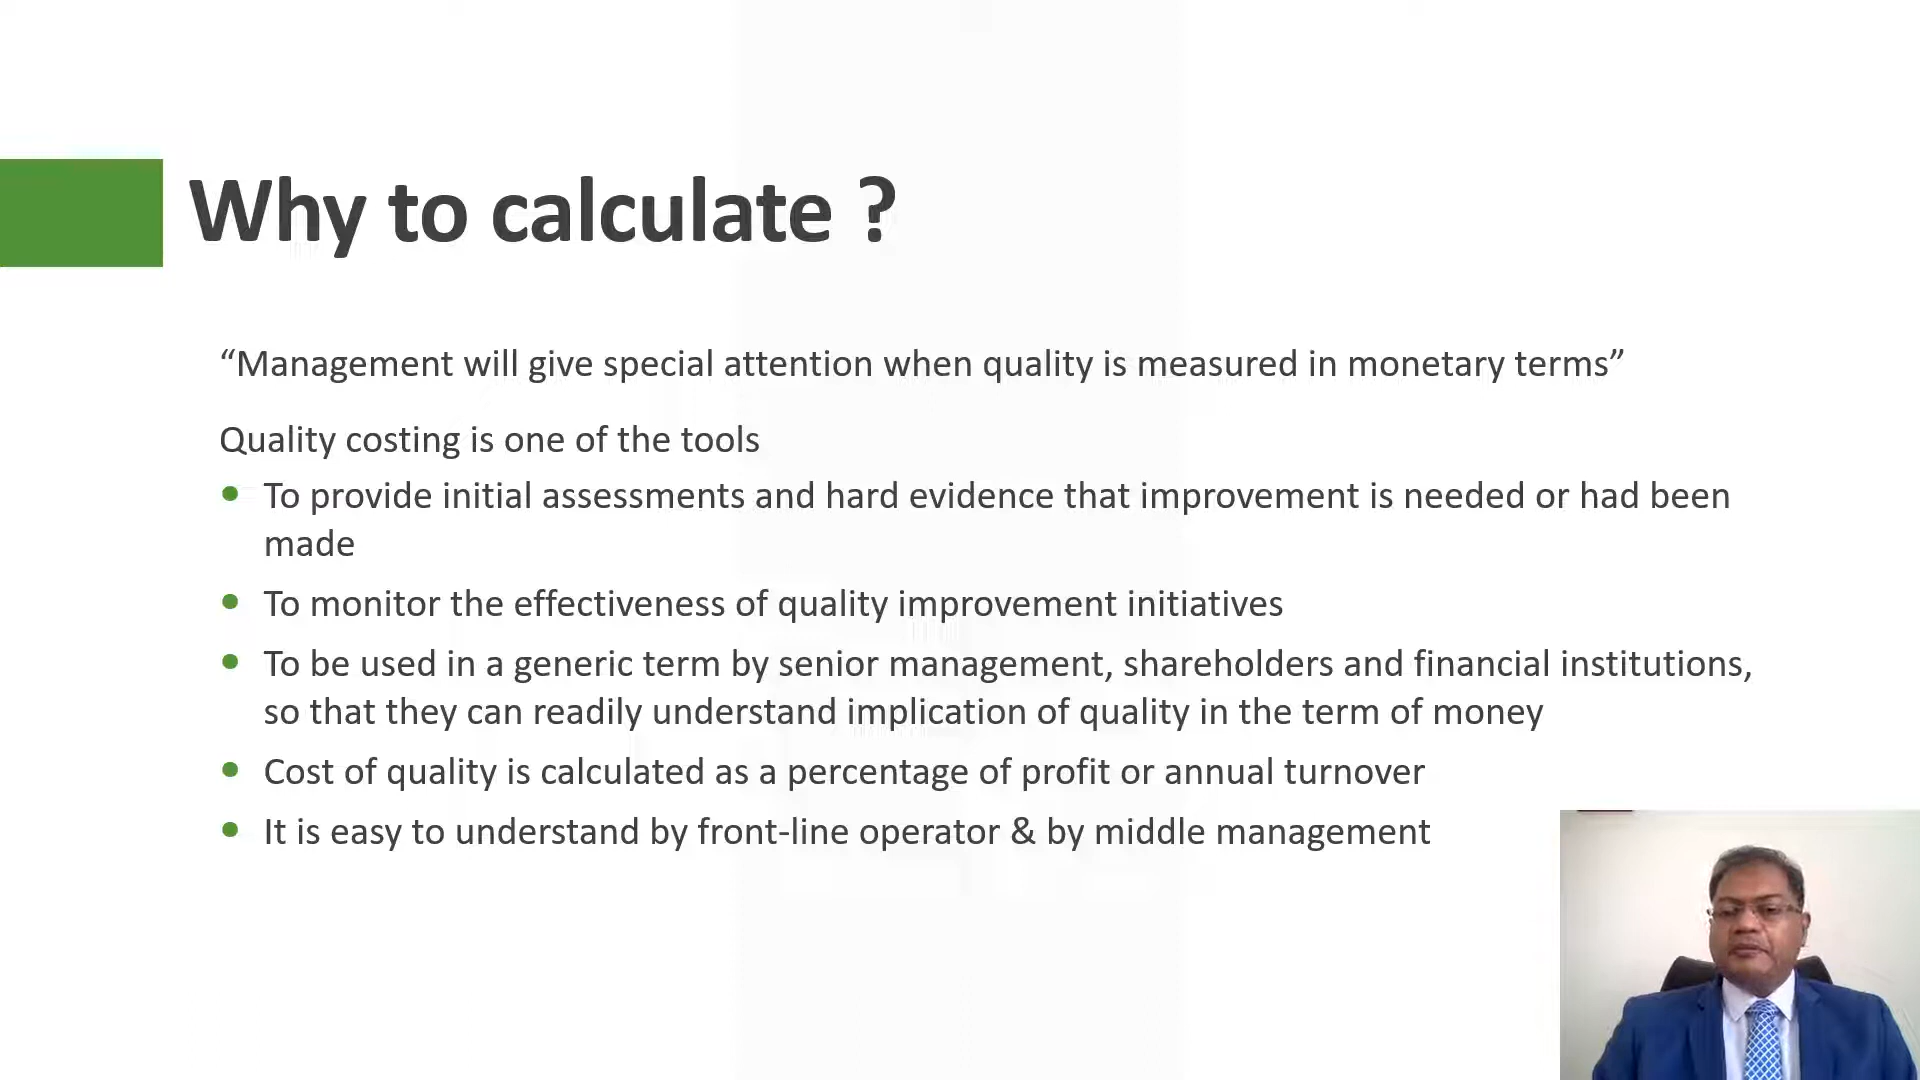 Why to calculate ?
“Management will give special attention when quality is measured in monetary terms”
Quality costing is one of the tools
To provide initial assessments and hard evidence that improvement is needed or had been
made
To monitor the effectiveness of quality improvement initiatives
To be used in a generic term by senior management, shareholders and financial institutions,
so that they can readily understand implication of quality in the term of money
Cost of quality is calculated as a percentage of profit or annual turnover
It is easy to understand by front-line operator & by middle management